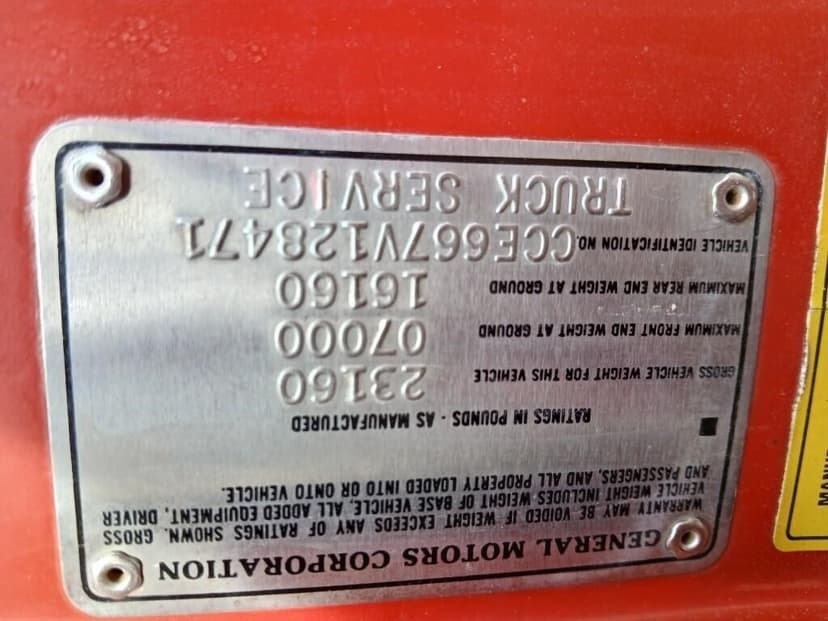 GENERAL MOTORS CORPORATION
WARRANTY MAY BE VOIDED IF WEIGHT EXCEEDS ANY OF RATINGS SHOWN. GROSS
VEHICLE WEIGHT INCLUDES WEIGHT OF BASE VEHICLE, ALL ADDED EQUIPMENT, DRIVER
AND PASSENGERS, AND ALL PROPERTY LOADED INTO OR ONTO VEHICLE.
RATINGS IN POUNDS - AS MANUFACTURED
GROSS VEHICLE WEIGHT FOR THIS VEHICLE 23160
MAXIMUM FRONT END WEIGHT AT GROUND 07000
MAXIMUM REAR END WEIGHT AT GROUND 16160
VEHICLE IDENTIFICATION NO. CCE667V128471
TRUCK SERVICE